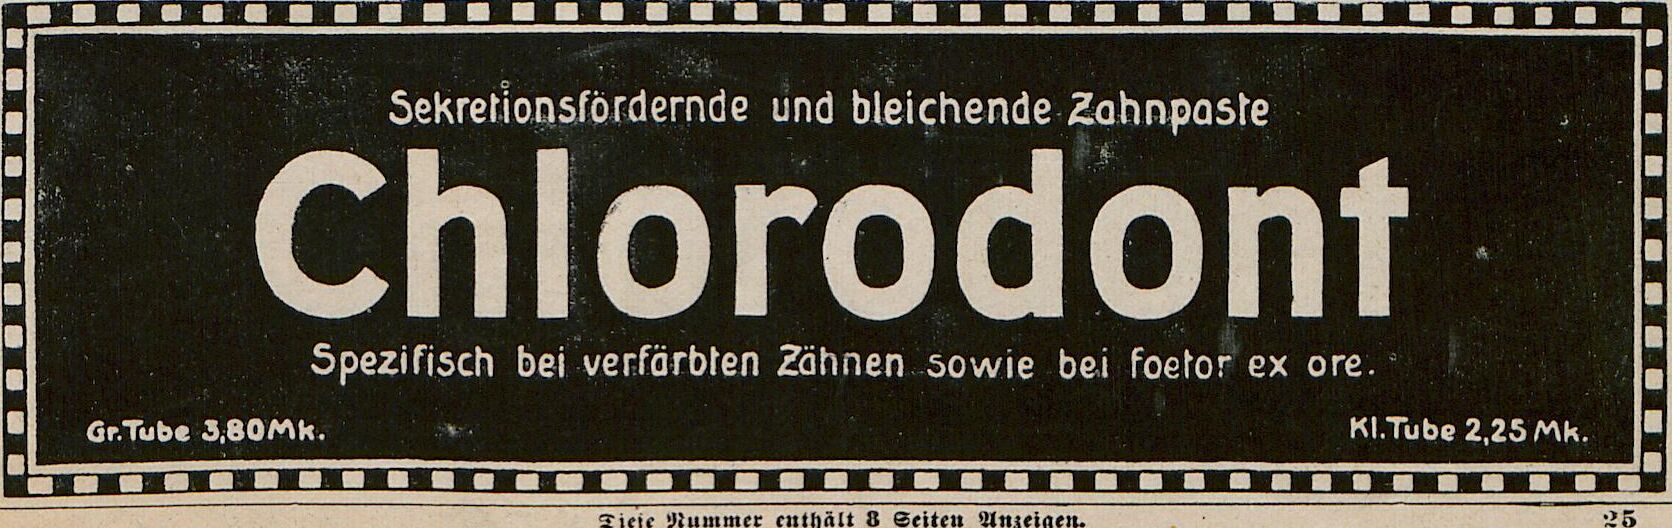 Sekretionsfördernde und bleichende Zahnpaste
Chlorodont
Spezifisch bei verfärbten Zähnen sowie bei foetor ex ore.
Gr. Tube 3,80 Mk.
Kl. Tube 2,25 Mk.
Diese Nummer enthält 8 Seiten Anzeigen.
25